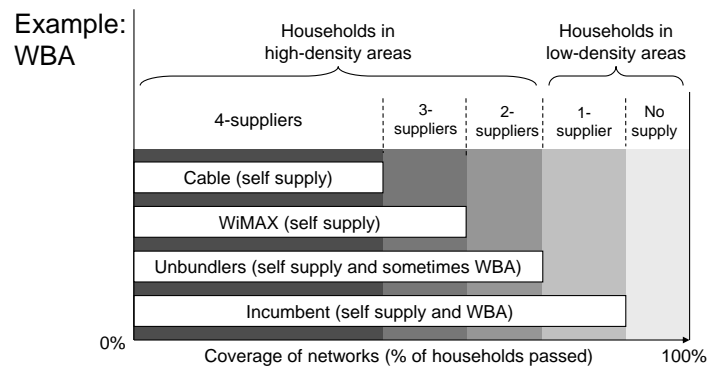 Example:
WBA
Households in
high-density areas
Households in
low-density areas
4-suppliers
3-
suppliers
2-
suppliers
1-
supplier
No
supply
Cable (self supply)
WiMAX (self supply)
Unbundlers (self supply and sometimes WBA)
Incumbent (self supply and WBA)
0%
Coverage of networks (% of households passed)
100%